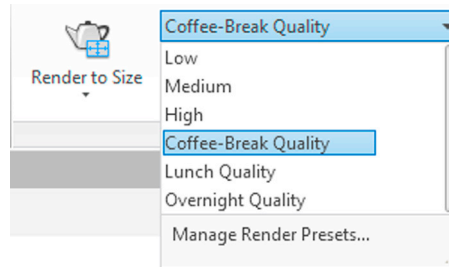 Coffee-Break Quality
Render to Size
Low
Medium
High
Coffee-Break Quality
Lunch Quality
Overnight Quality
Manage Render Presets...